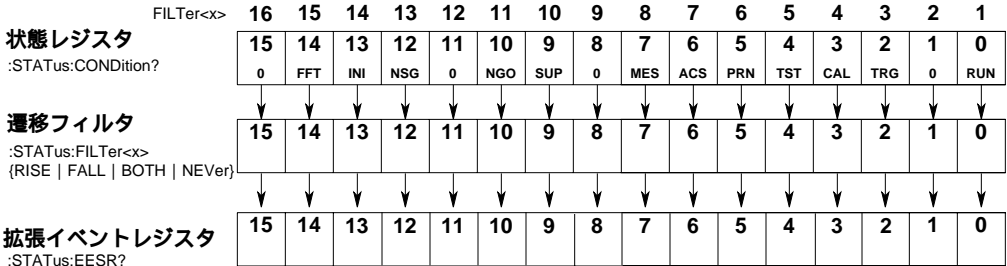 FILTer<x> 16 15 14 13 12 11 10 9 8 7 6 5 4 3 2 1
状態レジスタ 15 14 13 12 11 10 9 8 7 6 5 4 3 2 1 0
:STATus:CONDition? 0 FFT INI NSG 0 NGO SUP 0 MES ACS PRN TST CAL TRG 0 RUN
遷移フィルタ 15 14 13 12 11 10 9 8 7 6 5 4 3 2 1 0
:STATus:FILTer<x>
{RISE | FALL | BOTH | NEVer}
拡張イベントレジスタ 15 14 13 12 11 10 9 8 7 6 5 4 3 2 1 0
:STATus:EESR?